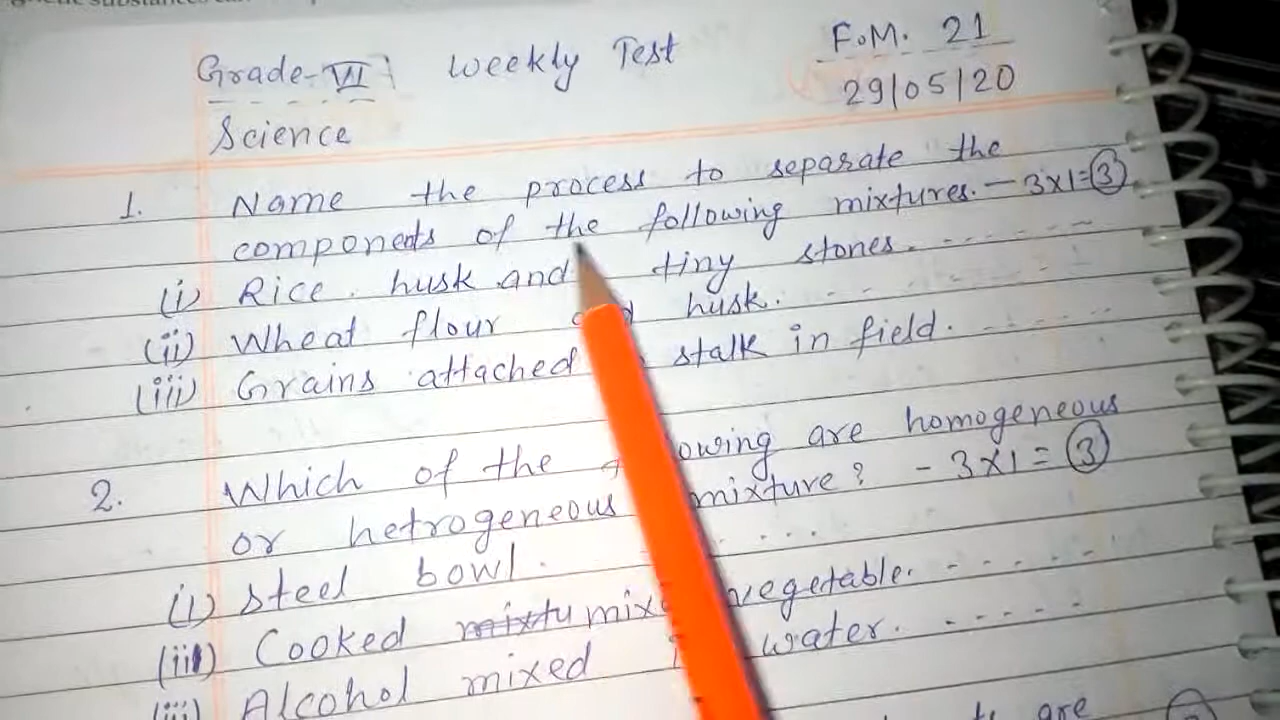 Grade-VI Weekly Test F.M. 21
29/05/20
Science
1. Name the process to separate the
components of the following mixtures. - 3x1=3
(i) Rice, husk and tiny stones. - - - - - -
(ii) Wheat flour husk. - - - - - -
(iii) Grains attached stalk in field. - - - - -
2. Which of the owing are homogeneous
or hetrogeneous mixture? - 3x1=3
(i) Steel bowl. . . . .
(ii) Cooked vegetable. - - - - -
(iii) Alcohol mixed water. - - - - -
are